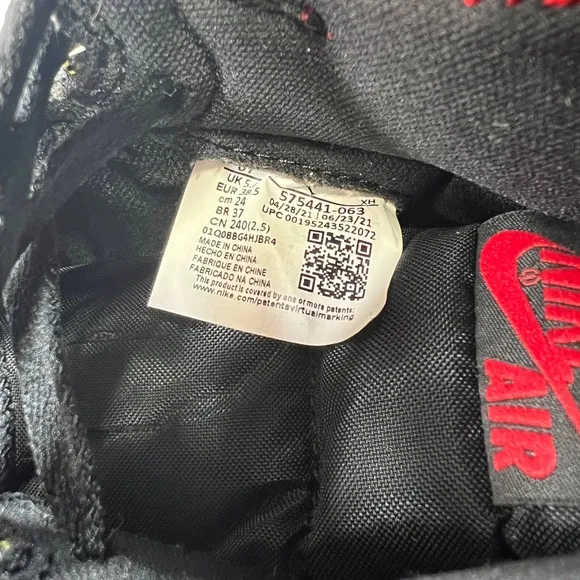 UK 5.5
EUR 38.5
cm 24
BR 37
CN 240(2.5)
01Q0BBG4HJBR4
575441-063 XH
04/28/21 06/23/21
UPC 00195243522072
MADE IN CHINA
HECHO EN CHINA
FABRIQUE EN CHINE
FABRICADO NA CHINA
This product is covered by one or more patents:
www.nike.com/patentsvirtualmarking
AIR